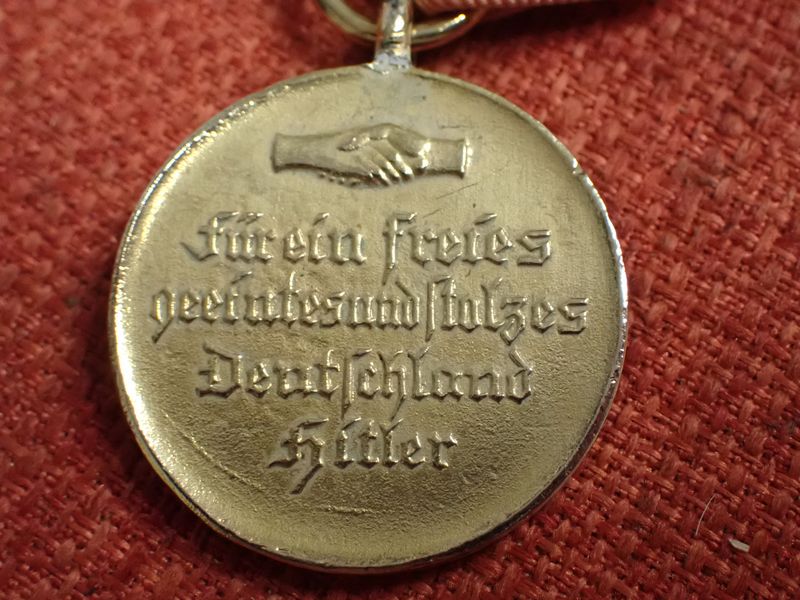 Für ein freies
geeintes und stolzes
Deutschland
Hitler